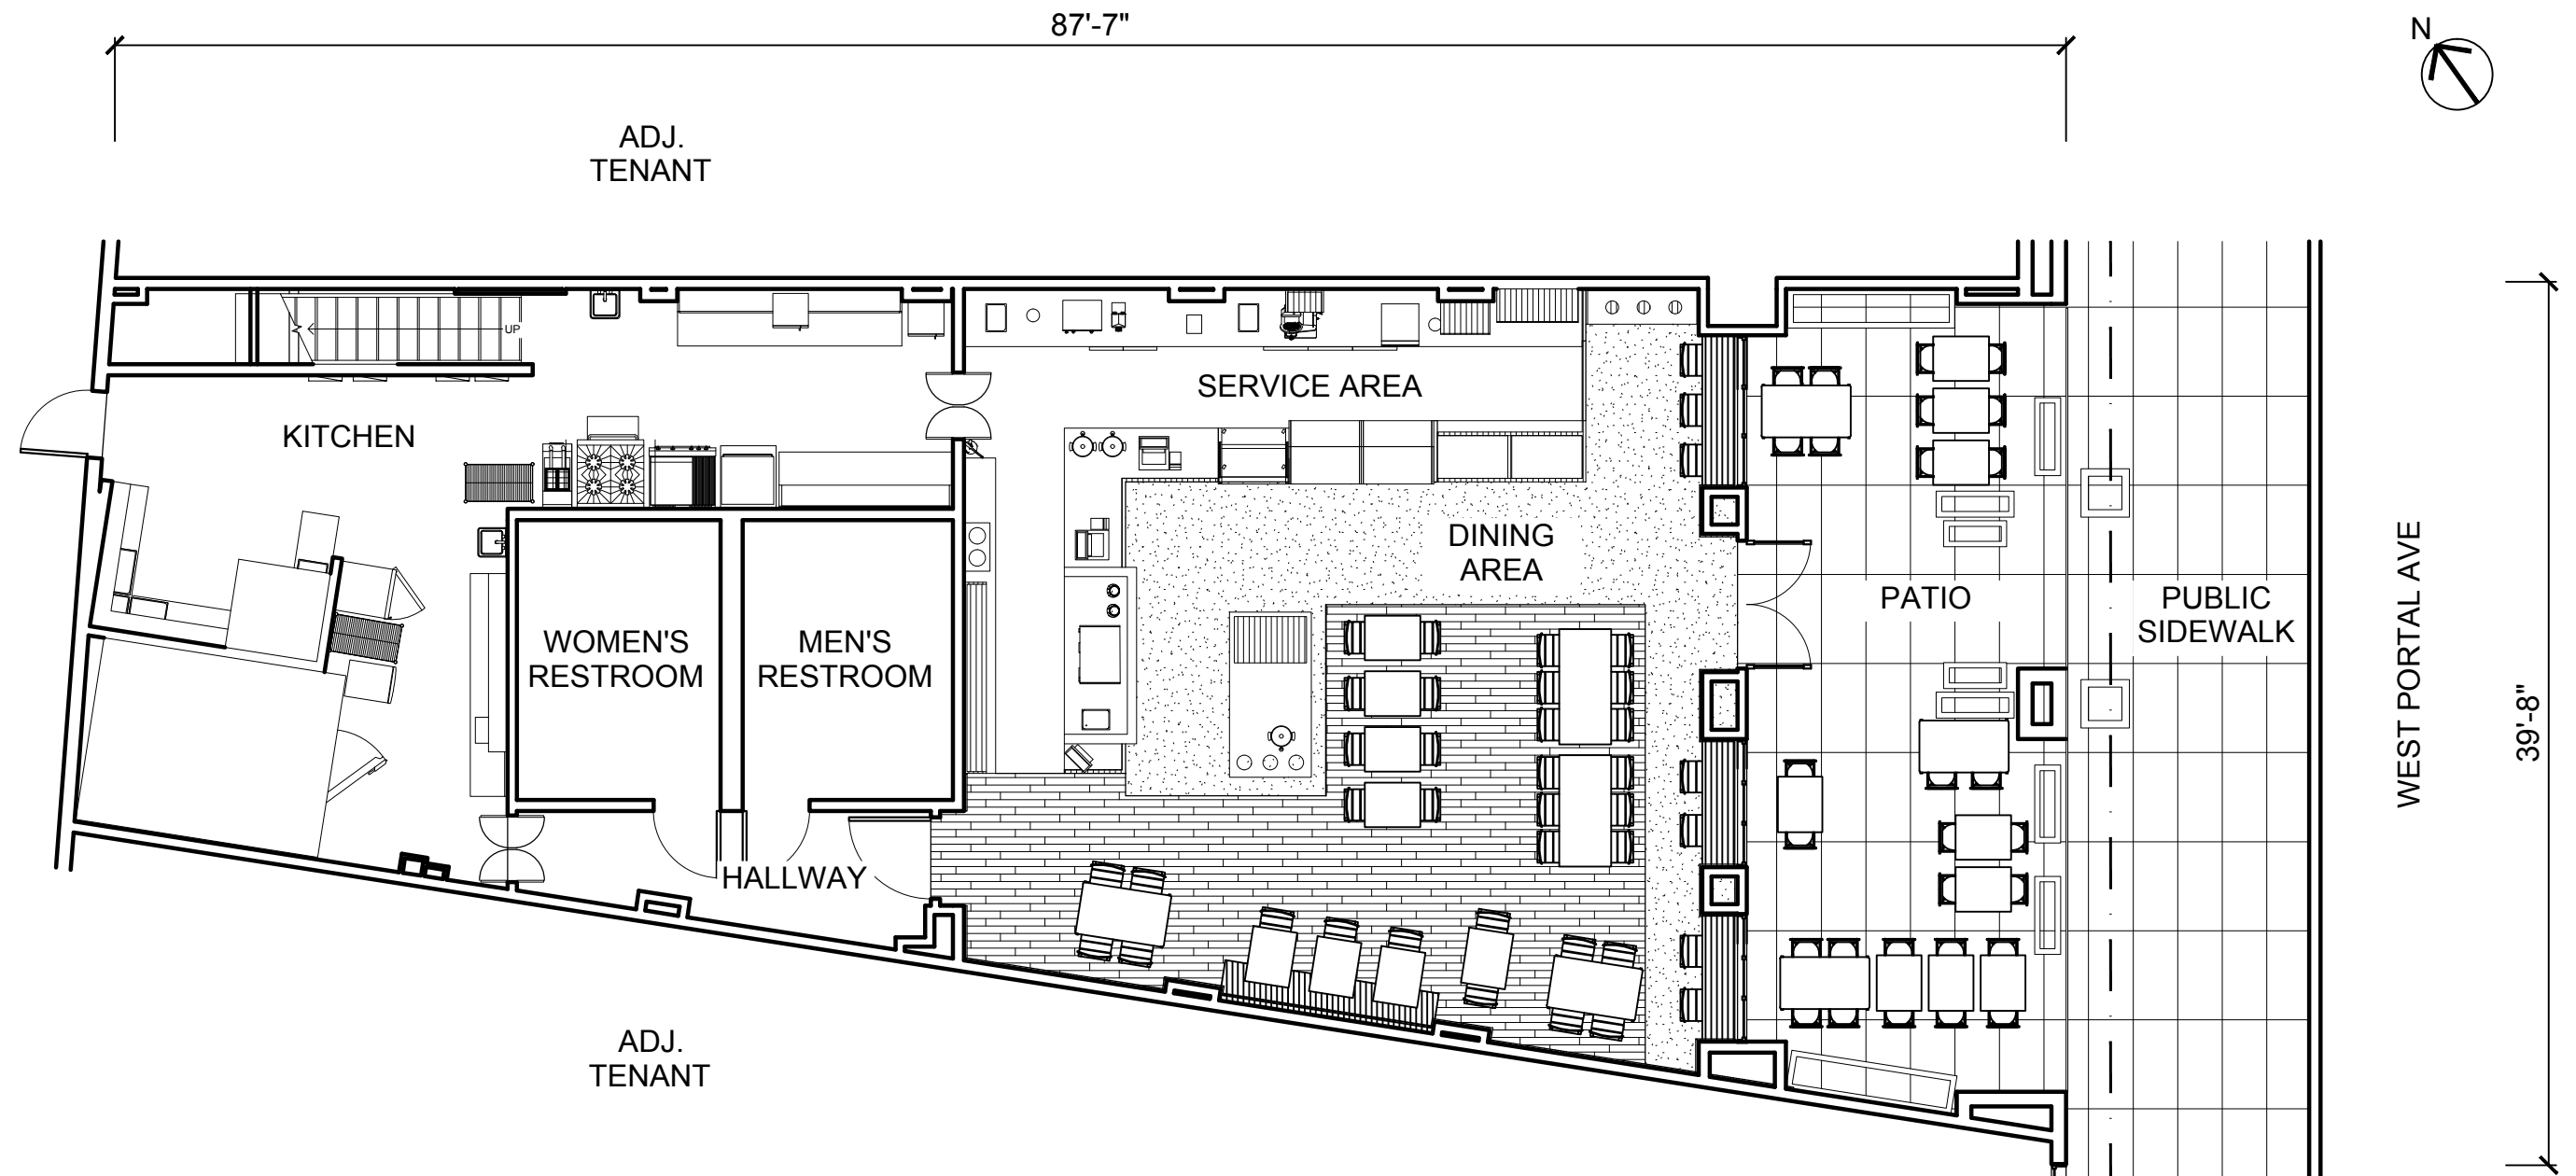 87'-7"
N
ADJ.
TENANT
UP
SERVICE AREA
KITCHEN
DINING
AREA
PATIO
PUBLIC
SIDEWALK
WEST PORTAL AVE
39'-8"
WOMEN'S
RESTROOM
MEN'S
RESTROOM
HALLWAY
ADJ.
TENANT